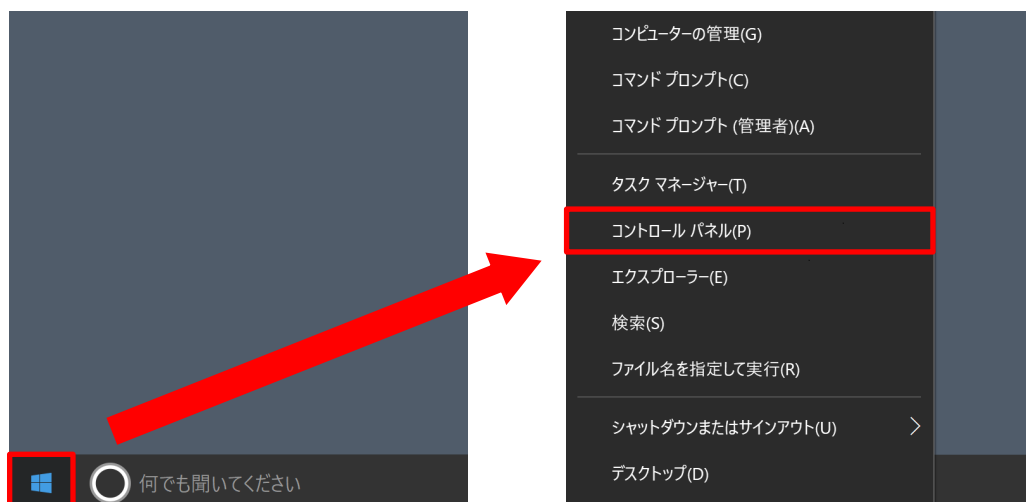 何でも聞いてください
コンピューターの管理(G)
コマンド プロンプト(C)
コマンド プロンプト (管理者)(A)
タスク マネージャー(T)
コントロール パネル(P)
エクスプローラー(E)
検索(S)
ファイル名を指定して実行(R)
シャットダウンまたはサインアウト(U)
デスクトップ(D)